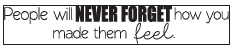 People will NEVER FORGET how you
made them feel.